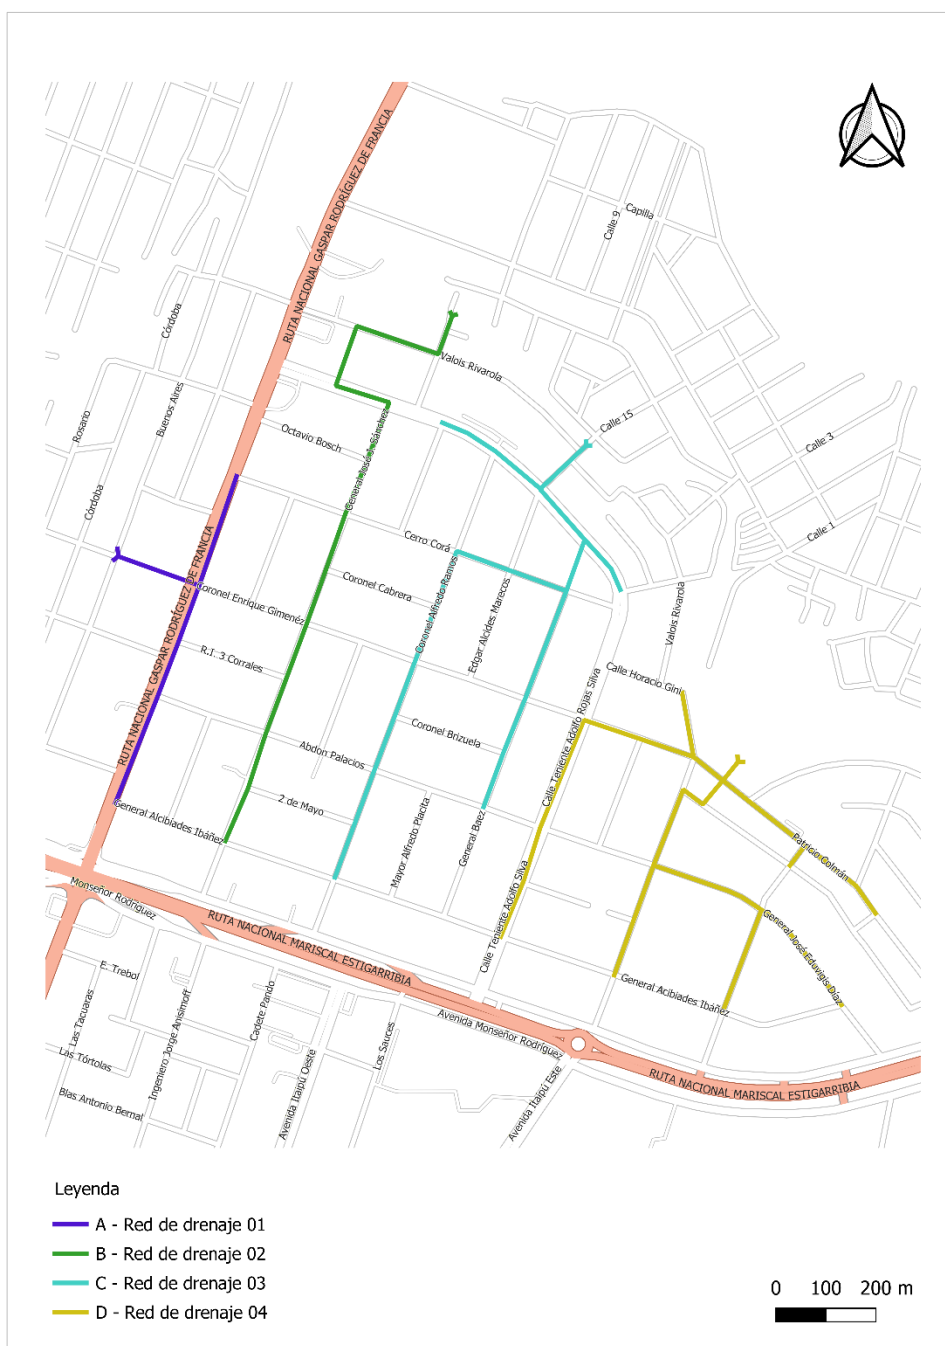 RUTA NACIONAL GASPAR RODRÍGUEZ DE FRANCIA
Calle 9
Capilla
Córdoba
Valois Rivarola
Buenos Aires
Rosario
Octavio Bosch
General José J. Sánchez
Calle 15
Calle 3
Córdoba
Calle 1
RUTA NACIONAL GASPAR RODRÍGUEZ DE FRANCIA
Cerro Corá
Coronel Enrique Gimenéz
Coronel Cabrera
Coronel Alfredo Ramos
Edgar Alcides Marecos
Valois Rivarola
R.I. 3 Corrales
Calle Horacio Gini
Calle Teniente Adolfo Rojas Silva
Coronel Brizuela
Abdon Palacios
2 de Mayo
General Alcibiades Ibáñez
Mayor Alfredo Placita
General Baez
Patricio Colmán
Calle Teniente Adolfo Silva
General José Eduvigis Díaz
Monseñor Rodríguez
RUTA NACIONAL MARISCAL ESTIGARRIBIA
E. Trebol
General Acibiades Ibáñez
Las Tacuaras
Ingeniero Jorge Anisimoff
Cadete Pando
Avenida Monseñor Rodríguez
Los Sauces
Las Tórtolas
Avenida Itaipú Oeste
Avenida Itaipú Este
RUTA NACIONAL MARISCAL ESTIGARRIBIA
Blas Antonio Bernal
Leyenda
A - Red de drenaje 01
B - Red de drenaje 02
C - Red de drenaje 03
D - Red de drenaje 04
0 100 200 m